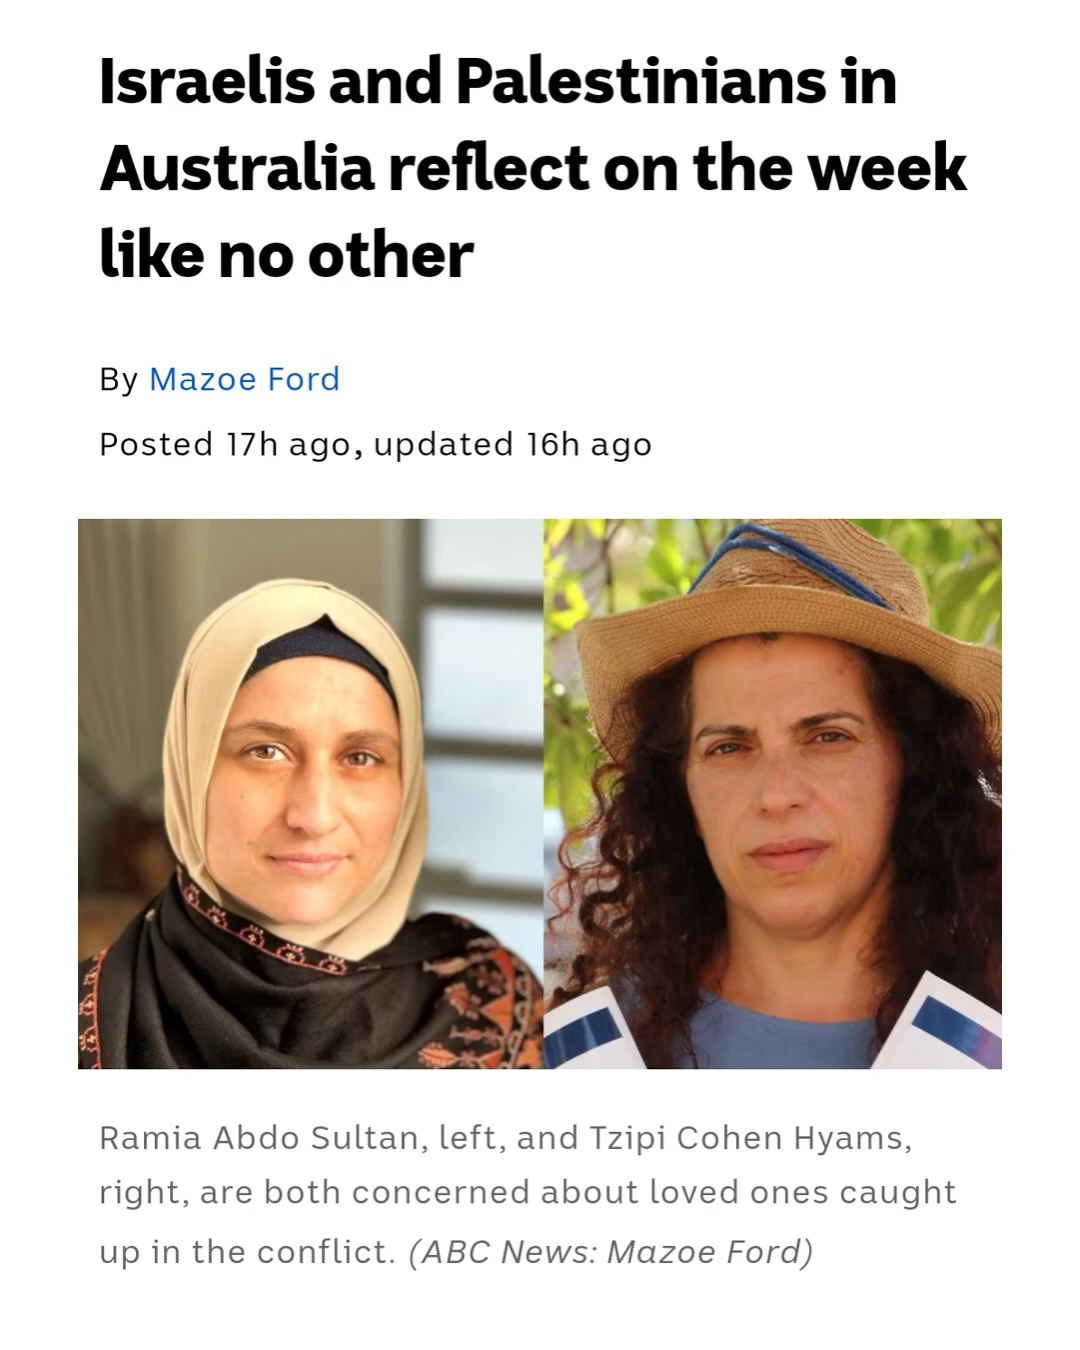 Israelis and Palestinians in
Australia reflect on the week
like no other
By Mazoe Ford
Posted 17h ago, updated 16h ago
Ramia Abdo Sultan, left, and Tzipi Cohen Hyams,
right, are both concerned about loved ones caught
up in the conflict. (ABC News: Mazoe Ford)